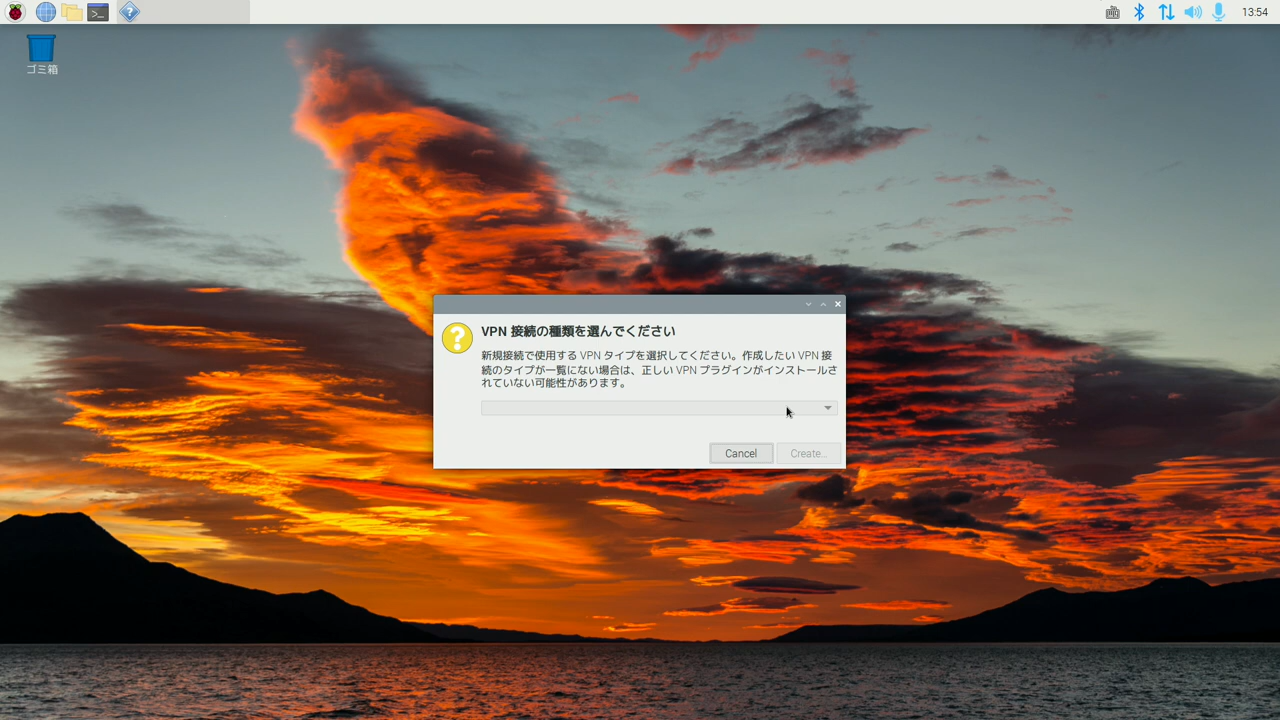 13:54
ゴミ箱
VPN 接続の種類を選んでください
新規接続で使用する VPN タイプを選択してください。作成したい VPN 接
続のタイプが一覧にない場合は、正しい VPN プラグインがインストールさ
れていない可能性があります。
Cancel
Create...